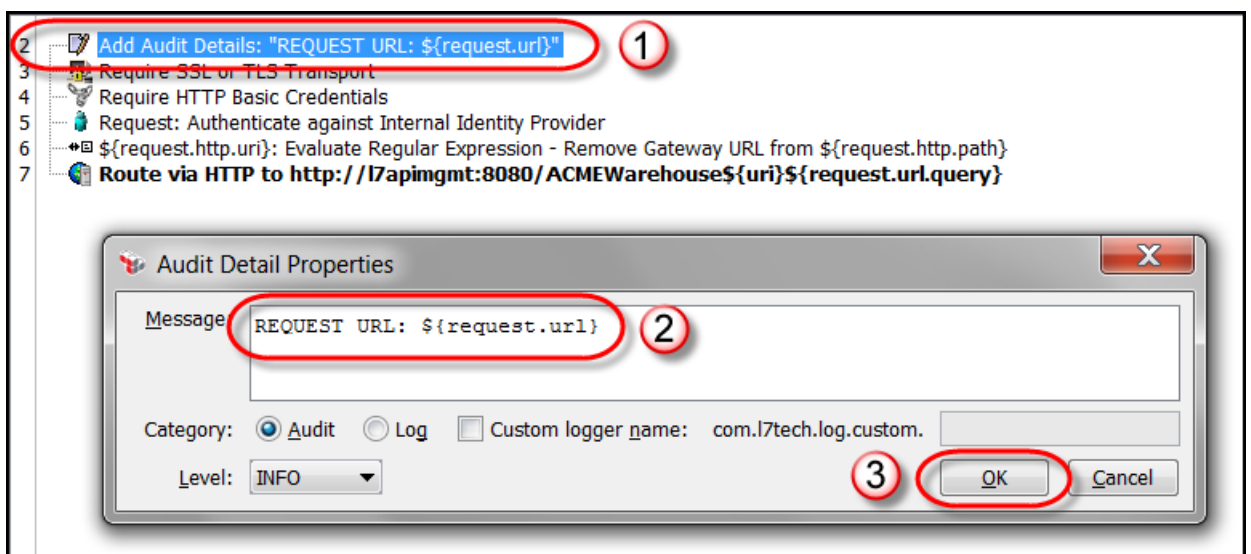 2 Add Audit Details: "REQUEST URL: ${request.url}" 1
3 Require SSL or TLS Transport
4 Require HTTP Basic Credentials
5 Request: Authenticate against Internal Identity Provider
6 ${request.http.uri}: Evaluate Regular Expression - Remove Gateway URL from ${request.http.path}
7 Route via HTTP to http://l7apimgmt:8080/ACMEWarehouse${uri}${request.url.query}
Audit Detail Properties X
Message: REQUEST URL: ${request.url} 2
Category: Audit Log Custom logger name: com.l7tech.log.custom.
Level: INFO 3 OK Cancel